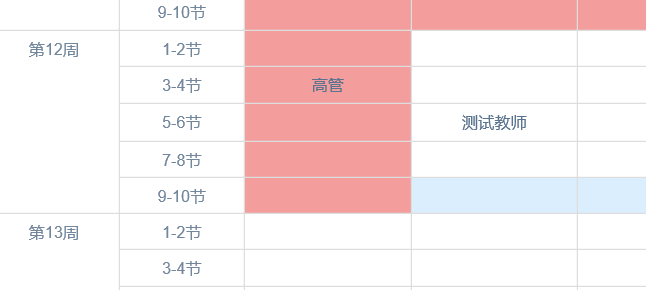 9-10节
第12周 1-2节
3-4节 高管
5-6节 测试教师
7-8节
9-10节
第13周 1-2节
3-4节